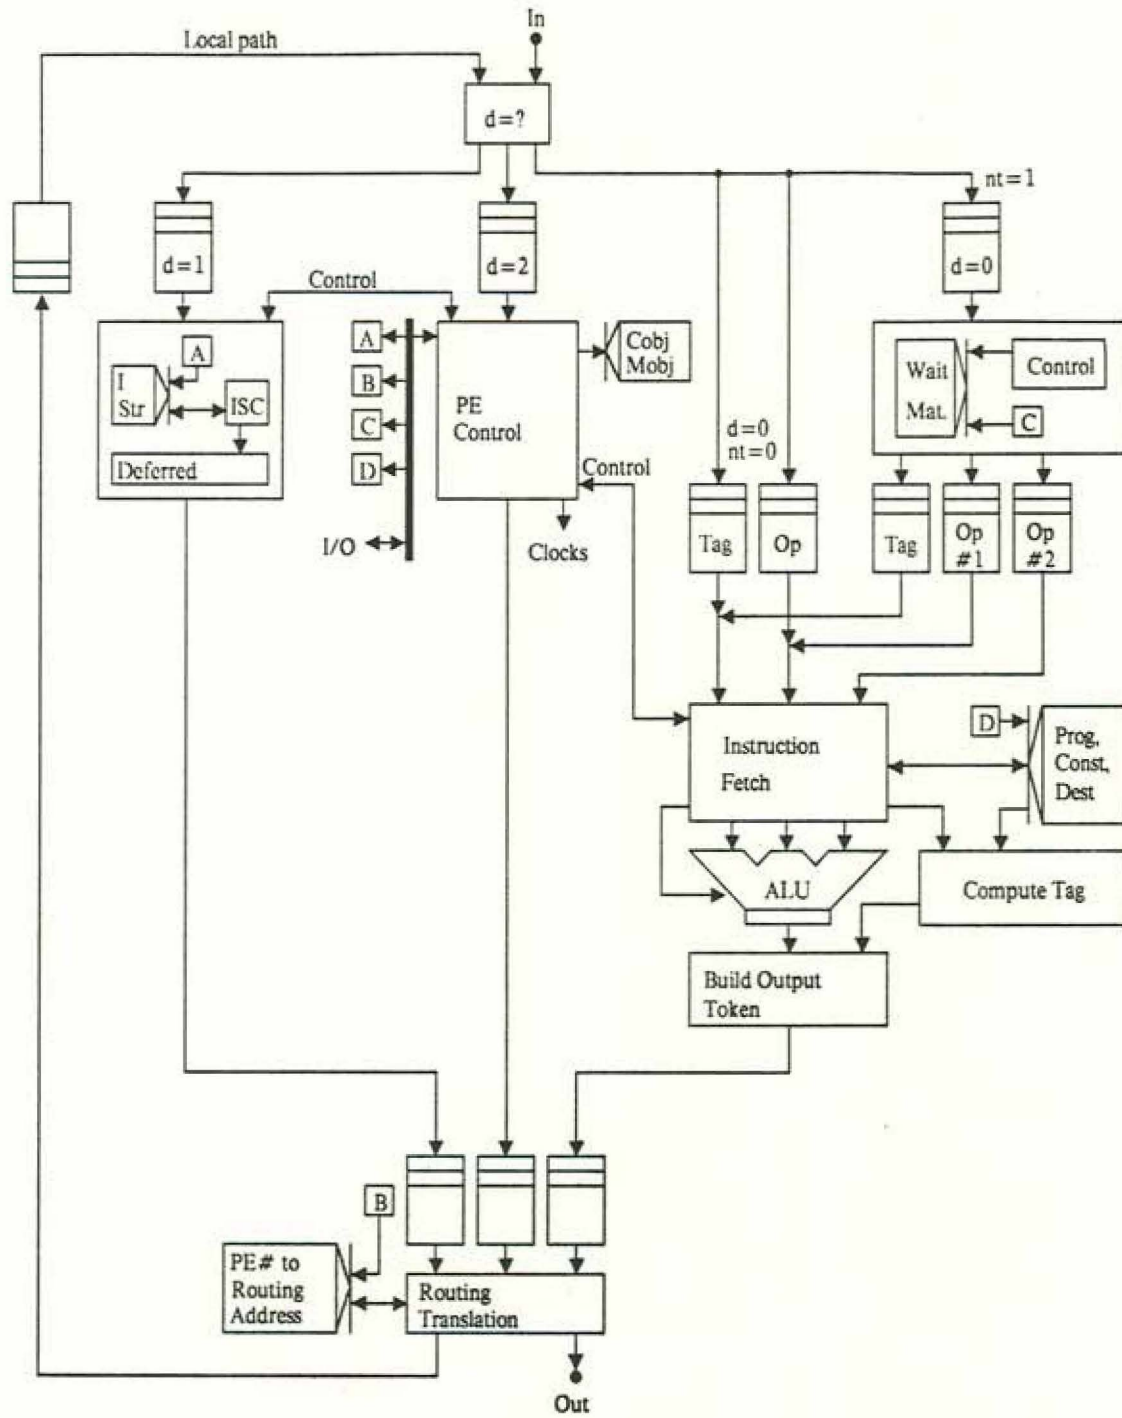 In
Local path
d=?
nt=1
d=1
d=2
d=0
Control
A
I
Str
ISC
Deferred
A
B
C
D
I/O
PE
Control
Cobj
Mobj
Control
Clocks
d=0
nt=0
Wait
Mat.
Control
C
Tag
Op
Tag
Op
#1
Op
#2
Instruction
Fetch
D
Prog,
Const,
Dest
ALU
Compute Tag
Build Output
Token
B
PE# to
Routing
Address
Routing
Translation
Out